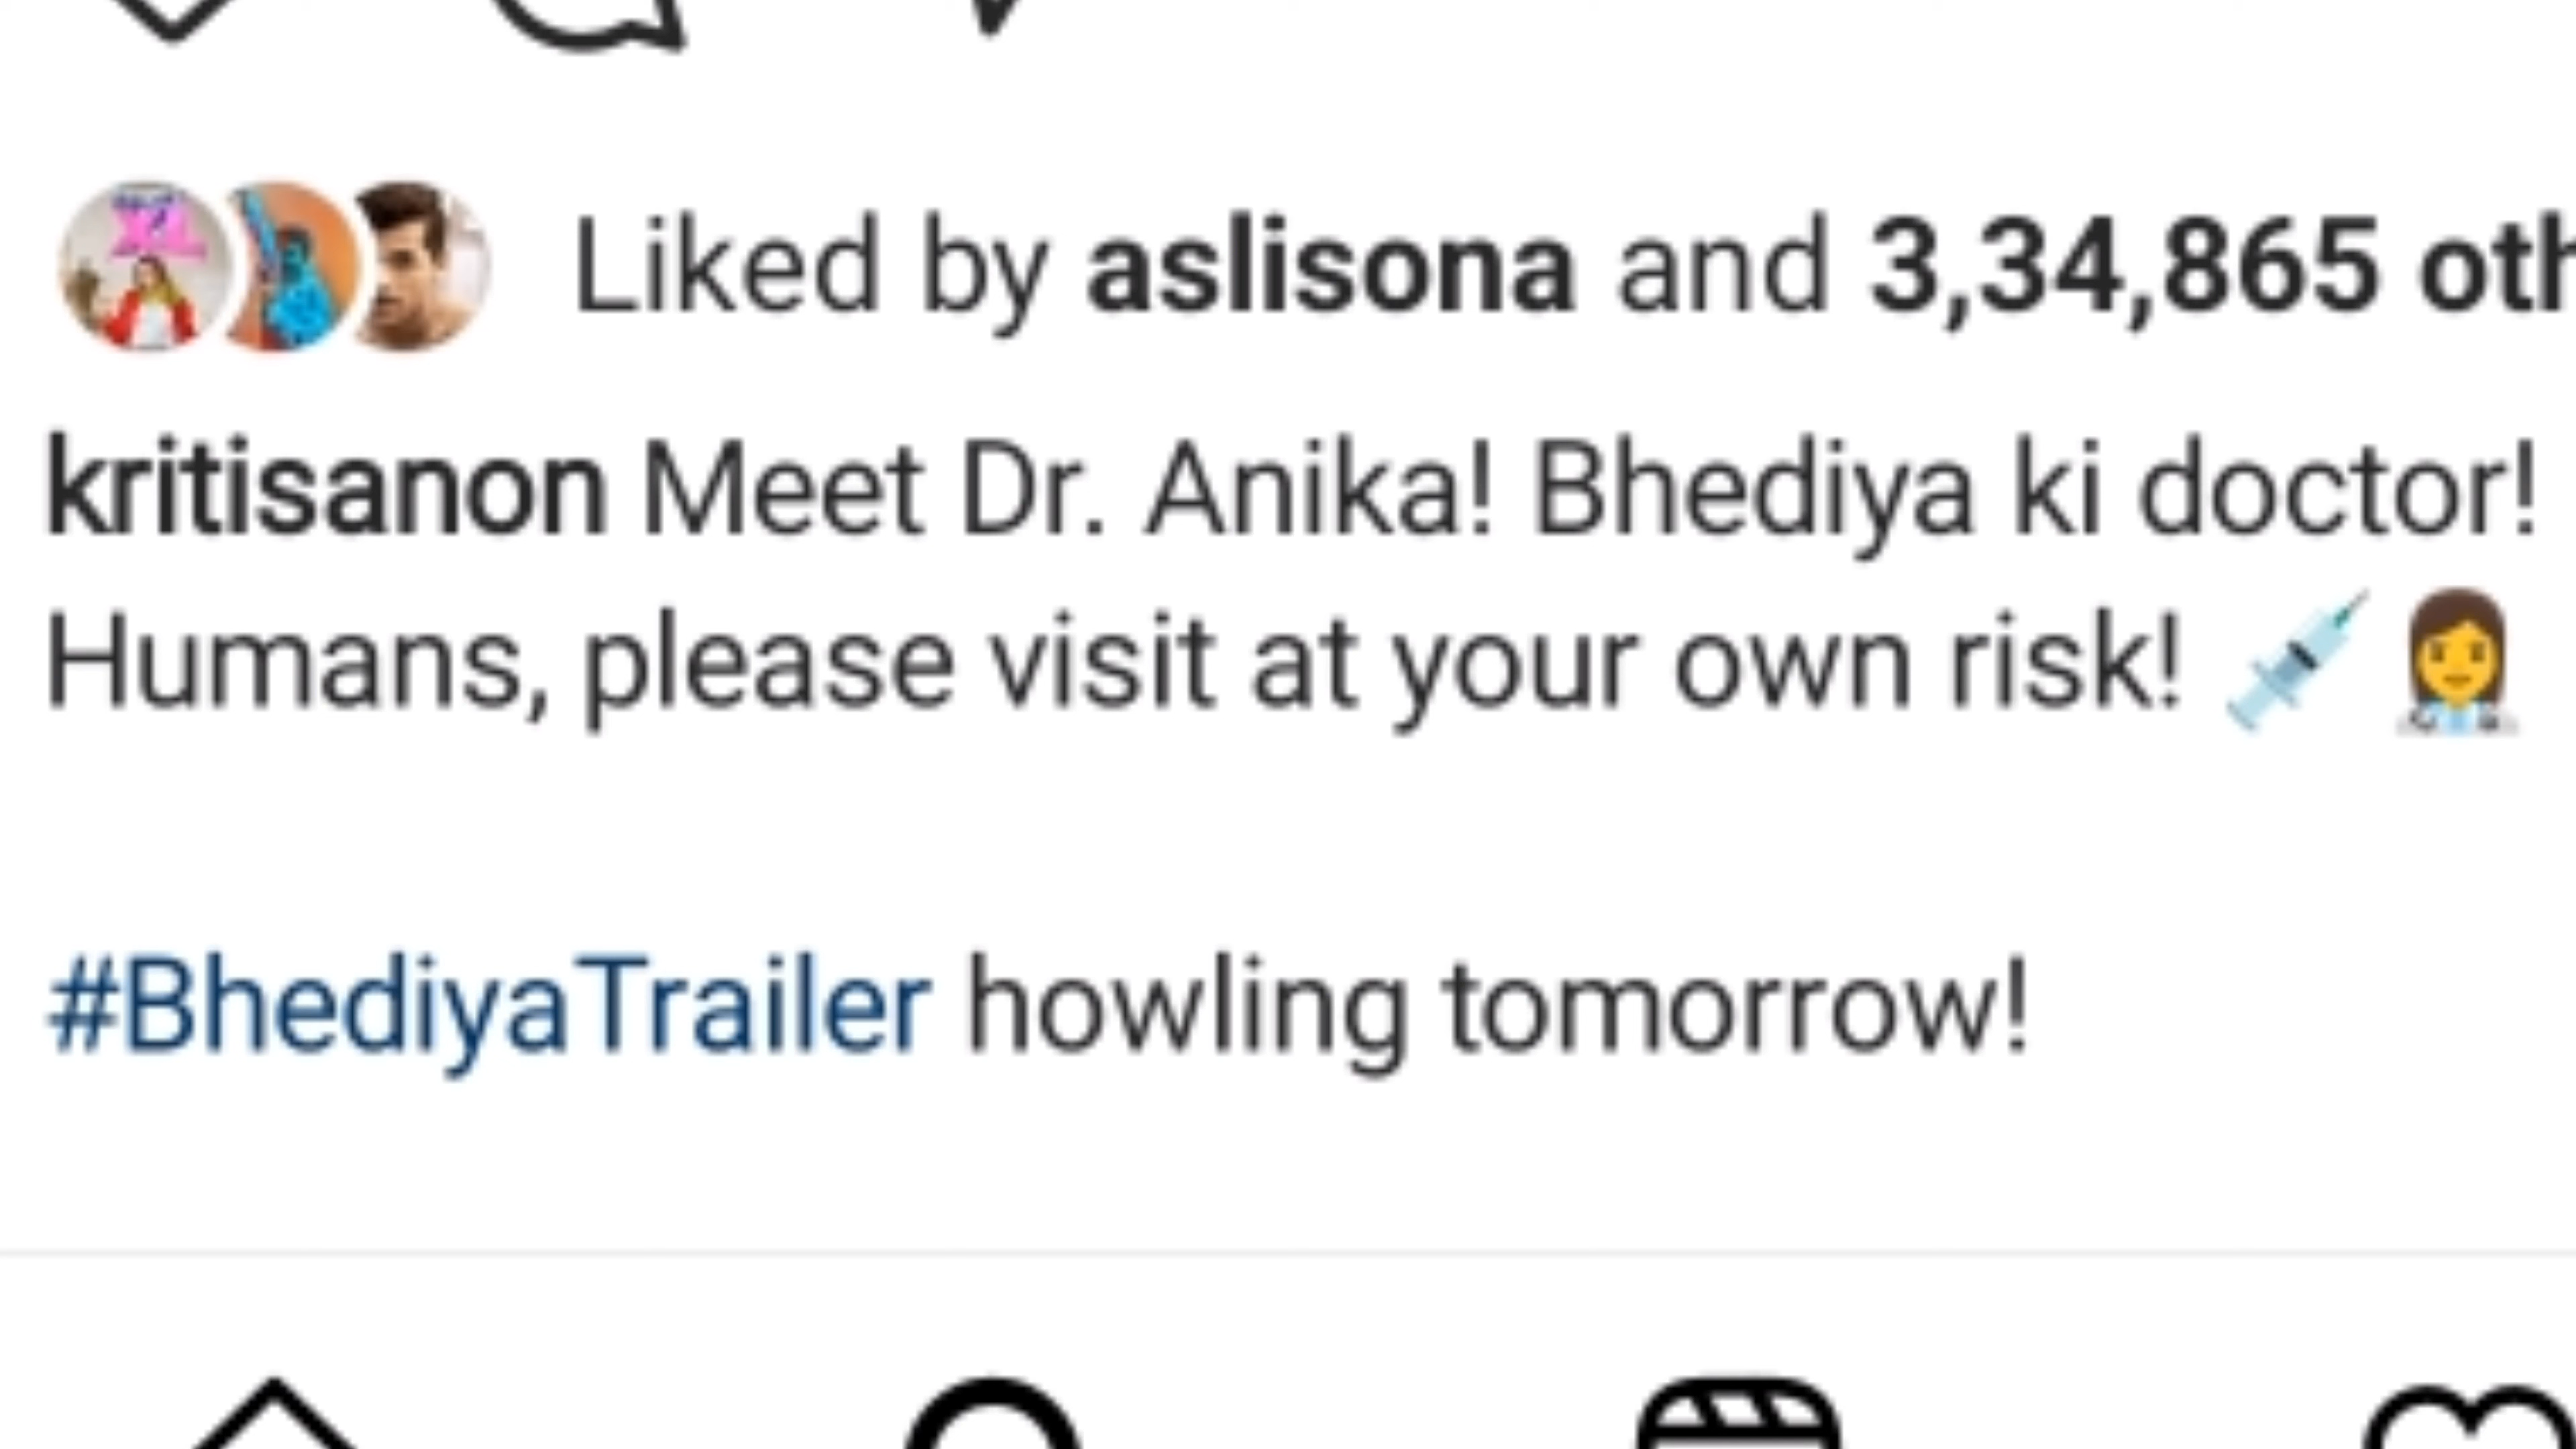 Liked by aslisona and 3,34,865 oth
kritisanon Meet Dr. Anika! Bhediya ki doctor!
Humans, please visit at your own risk! 💉👩‍⚕️
#BhediyaTrailer howling tomorrow!